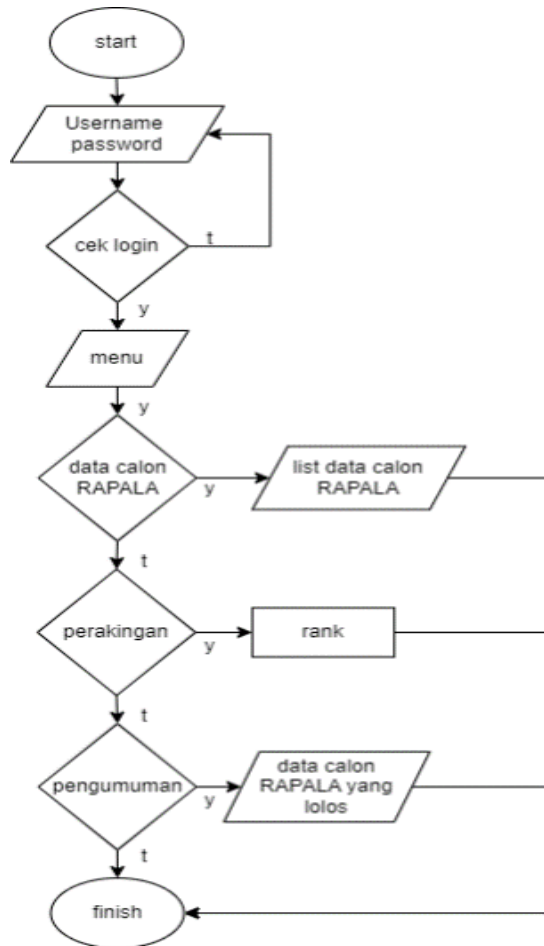 start
Username
password
cek login
t
y
menu
y
data calon
RAPALA
y
list data calon
RAPALA
t
perakingan
y
rank
t
pengumuman
y
data calon
RAPALA yang
lolos
t
finish